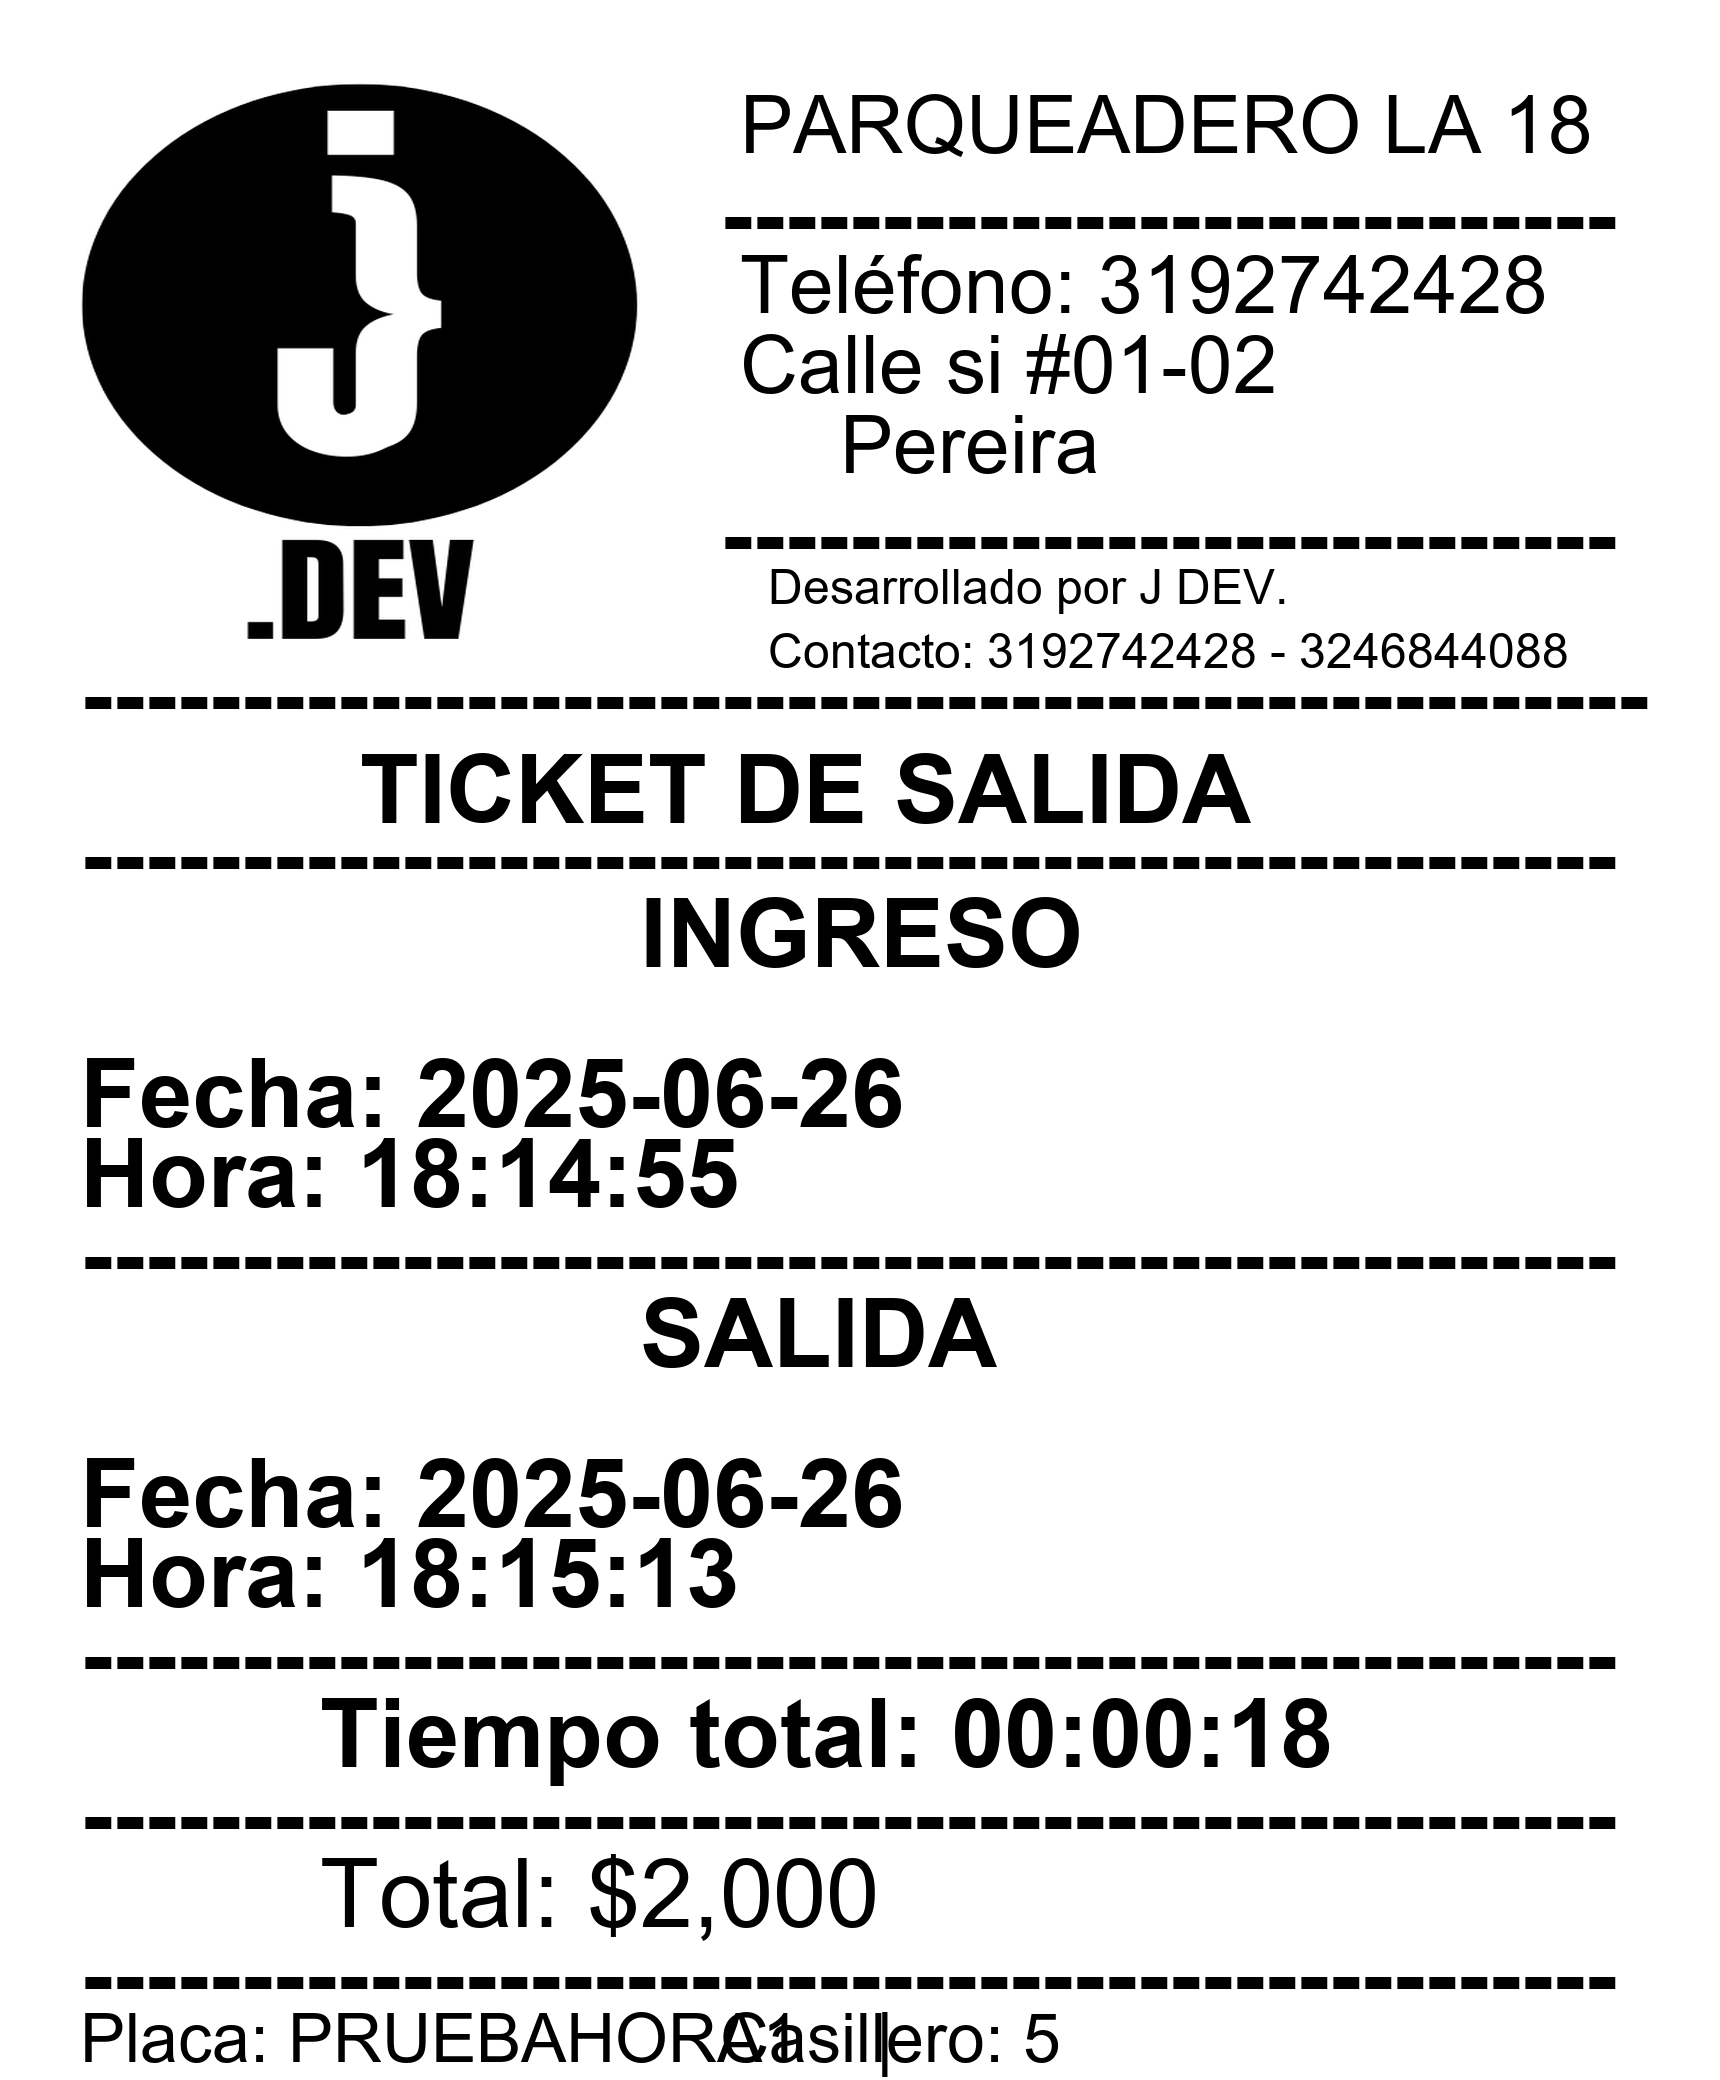 j
.DEV
PARQUEADERO LA 18
---------------------------
Teléfono: 3192742428
Calle si #01-02
Pereira
---------------------------
Desarrollado por J DEV.
Contacto: 3192742428 - 3246844088
-------------------------------------------------
TICKET DE SALIDA
------------------------------------------------
INGRESO
Fecha: 2025-06-26
Hora: 18:14:55
------------------------------------------------
SALIDA
Fecha: 2025-06-26
Hora: 18:15:13
------------------------------------------------
Tiempo total: 00:00:18
------------------------------------------------
Total: $2,000
------------------------------------------------
Placa: PRUEBAHORA1 | Casillero: 5